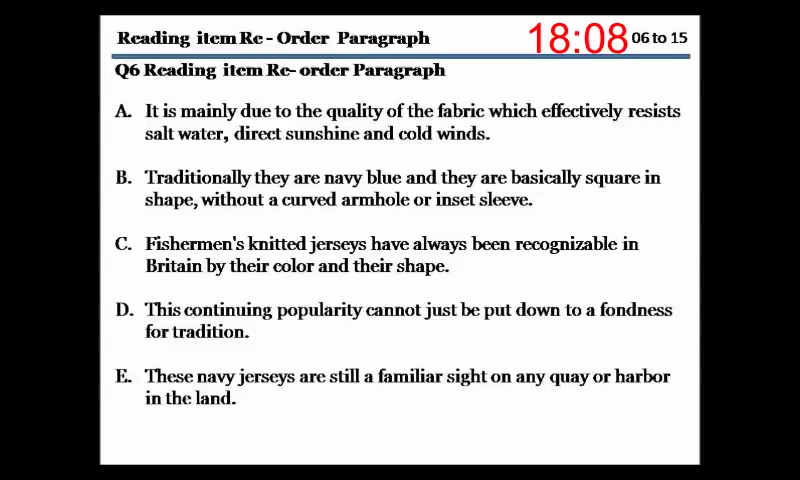 Reading item Re - Order Paragraph 18:08 06 to 15
Q6 Reading item Re- order Paragraph
A. It is mainly due to the quality of the fabric which effectively resists
salt water, direct sunshine and cold winds.
B. Traditionally they are navy blue and they are basically square in
shape, without a curved armhole or inset sleeve.
C. Fishermen's knitted jerseys have always been recognizable in
Britain by their color and their shape.
D. This continuing popularity cannot just be put down to a fondness
for tradition.
E. These navy jerseys are still a familiar sight on any quay or harbor
in the land.